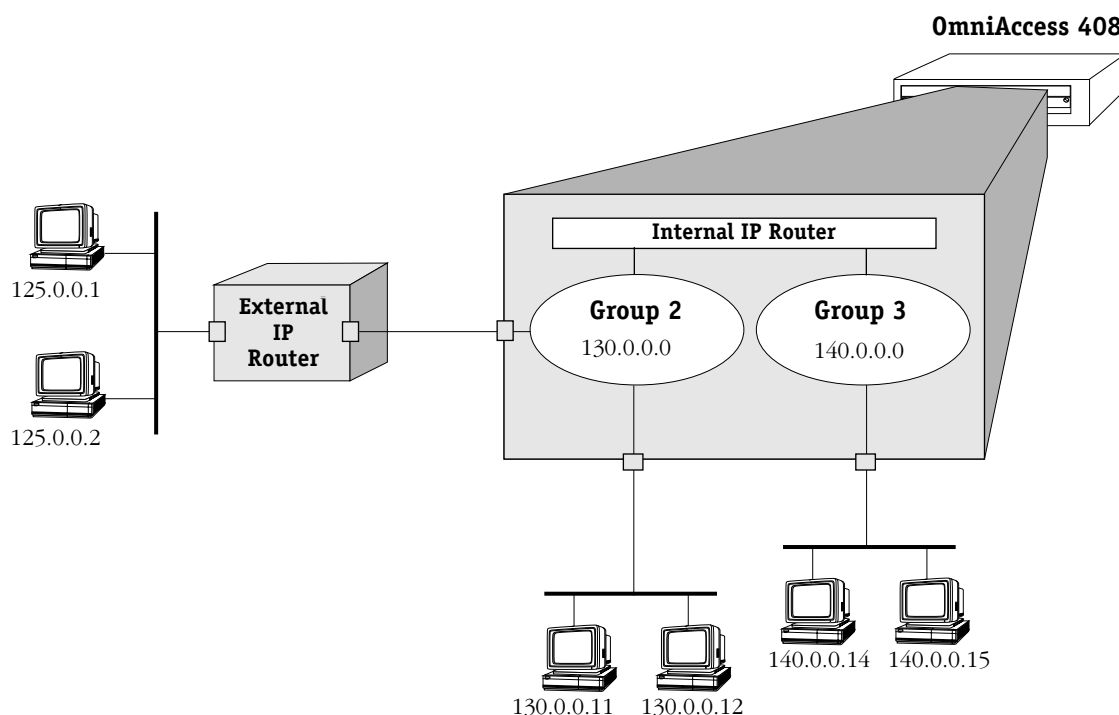 OmniAccess 408
Internal IP Router
125.0.0.1
External
IP
Router
Group 2
130.0.0.0
Group 3
140.0.0.0
125.0.0.2
140.0.0.14
140.0.0.15
130.0.0.11
130.0.0.12